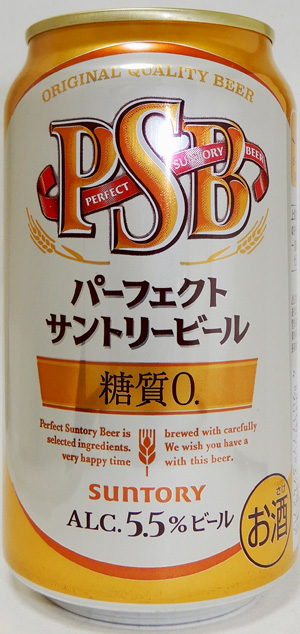 ORIGINAL QUALITY BEER
PSB
PERFECT SUNTORY BEER
パーフェクト
サントリービール
糖質0.
Perfect Suntory Beer is brewed with carefully
selected ingredients. We wish you have a
very happy time with this beer.
SUNTORY
ALC.5.5%ビール
さけ
お酒